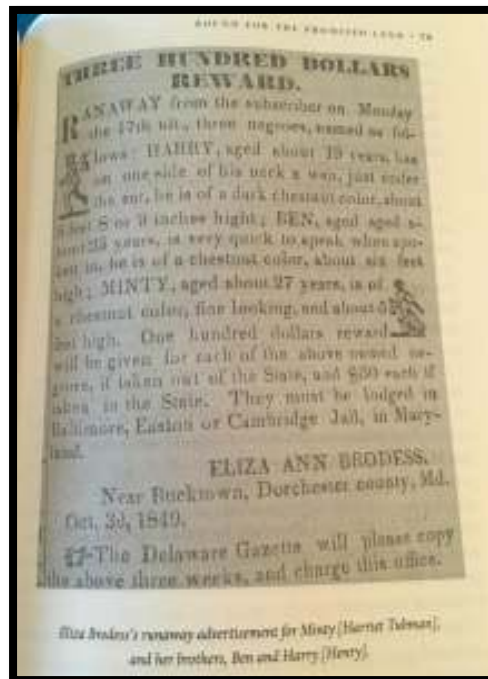 BOUND FOR THE PROMISED LAND • 79
THREE HUNDRED DOLLARS
REWARD.
RANAWAY from the subscriber on Monday
the 17th ult., three negroes, named as fol-
lows: HARRY, aged about 19 years, has
on one side of his neck a wen, just under
the ear, he is of a dark chestnut color, about
5 feet 8 or 9 inches hight; BEN, aged aged a-
bout 25 years, is very quick to speak when spo-
ken to, he is of a chestnut color, about six feet
high; MINTY, aged about 27 years, is of
a chestnut color, fine looking, and about 5
feet high. One hundred dollars reward
will be given for each of the above named ne-
groes, if taken out of the State, and $50 each if
taken in the State. They must be lodged in
Baltimore, Easton or Cambridge Jail, in Mary-
land.
ELIZA ANN BRODESS,
Near Bucktown, Dorchester county, Md.
Oct. 3d, 1849.
The Delaware Gazette will please copy
the above three weeks, and charge this office.
Eliza Brodess's runaway advertisement for Minty [Harriet Tubman],
and her brothers, Ben and Harry [Henry].